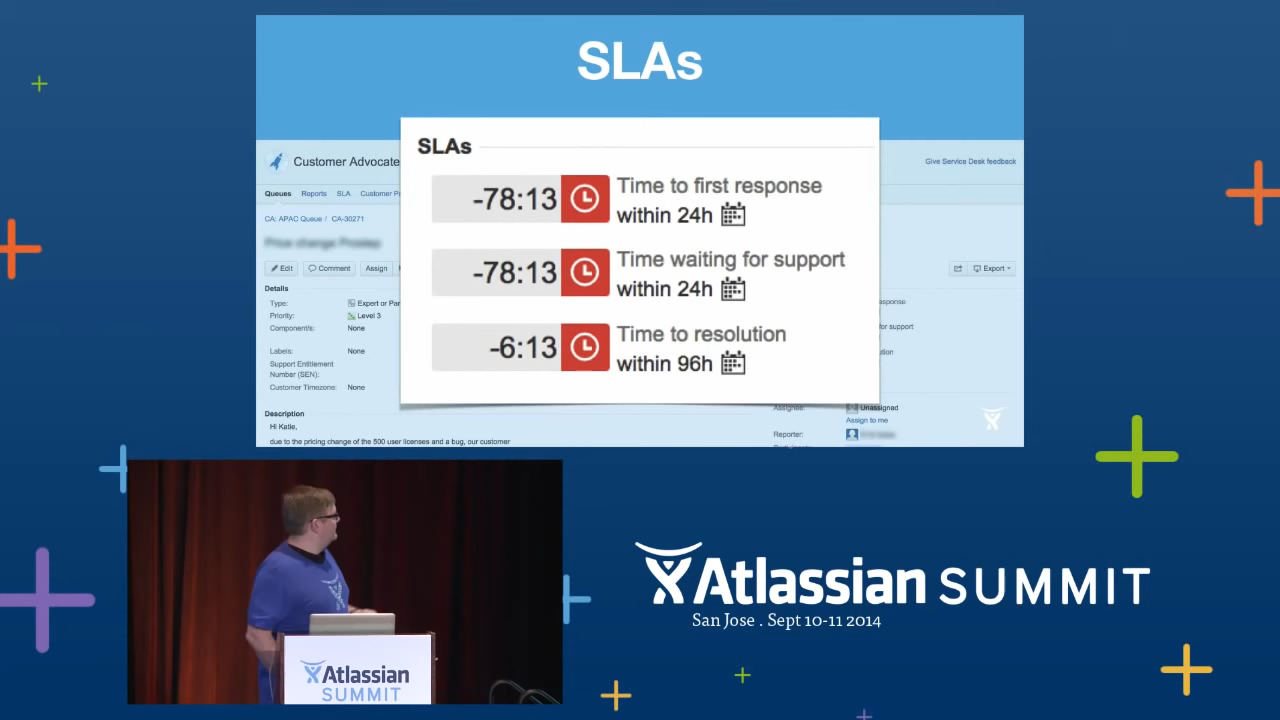 SLAs
Customer Advocate
Give Service Desk feedback
Queues Reports SLA Customer
CA: APAC Queue / CA-30271
Edit Comment Assign
Export
Details
Type: Expert or Par
Priority: Level 3
Component/s: None
Labels: None
Support Entitlement
Number (SEN):
Customer Timezone: None
Description
Hi Katie,
due to the pricing change of the 500 user licenses and a bug, our customer
SLAs
-78:13 Time to first response
within 24h
-78:13 Time waiting for support
within 24h
-6:13 Time to resolution
within 96h
for support
Assignee: Unassigned
Assign to me
Reporter:
Atlassian SUMMIT
San Jose . Sept 10-11 2014
Atlassian
SUMMIT